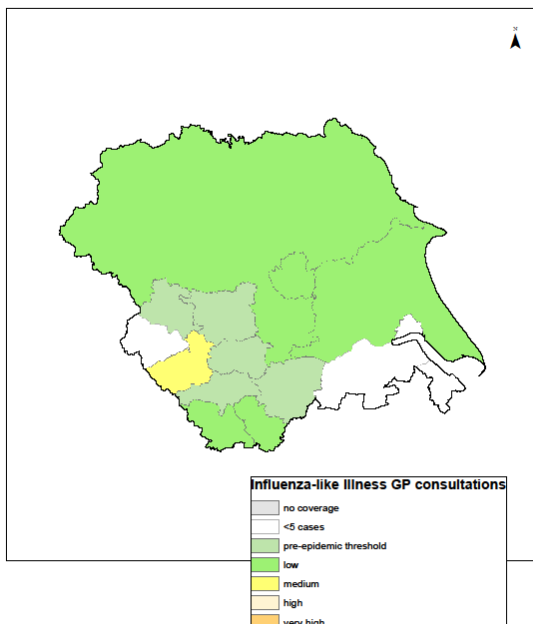 N
Influenza-like Illness GP consultations
no coverage
<5 cases
pre-epidemic threshold
low
medium
high
very high